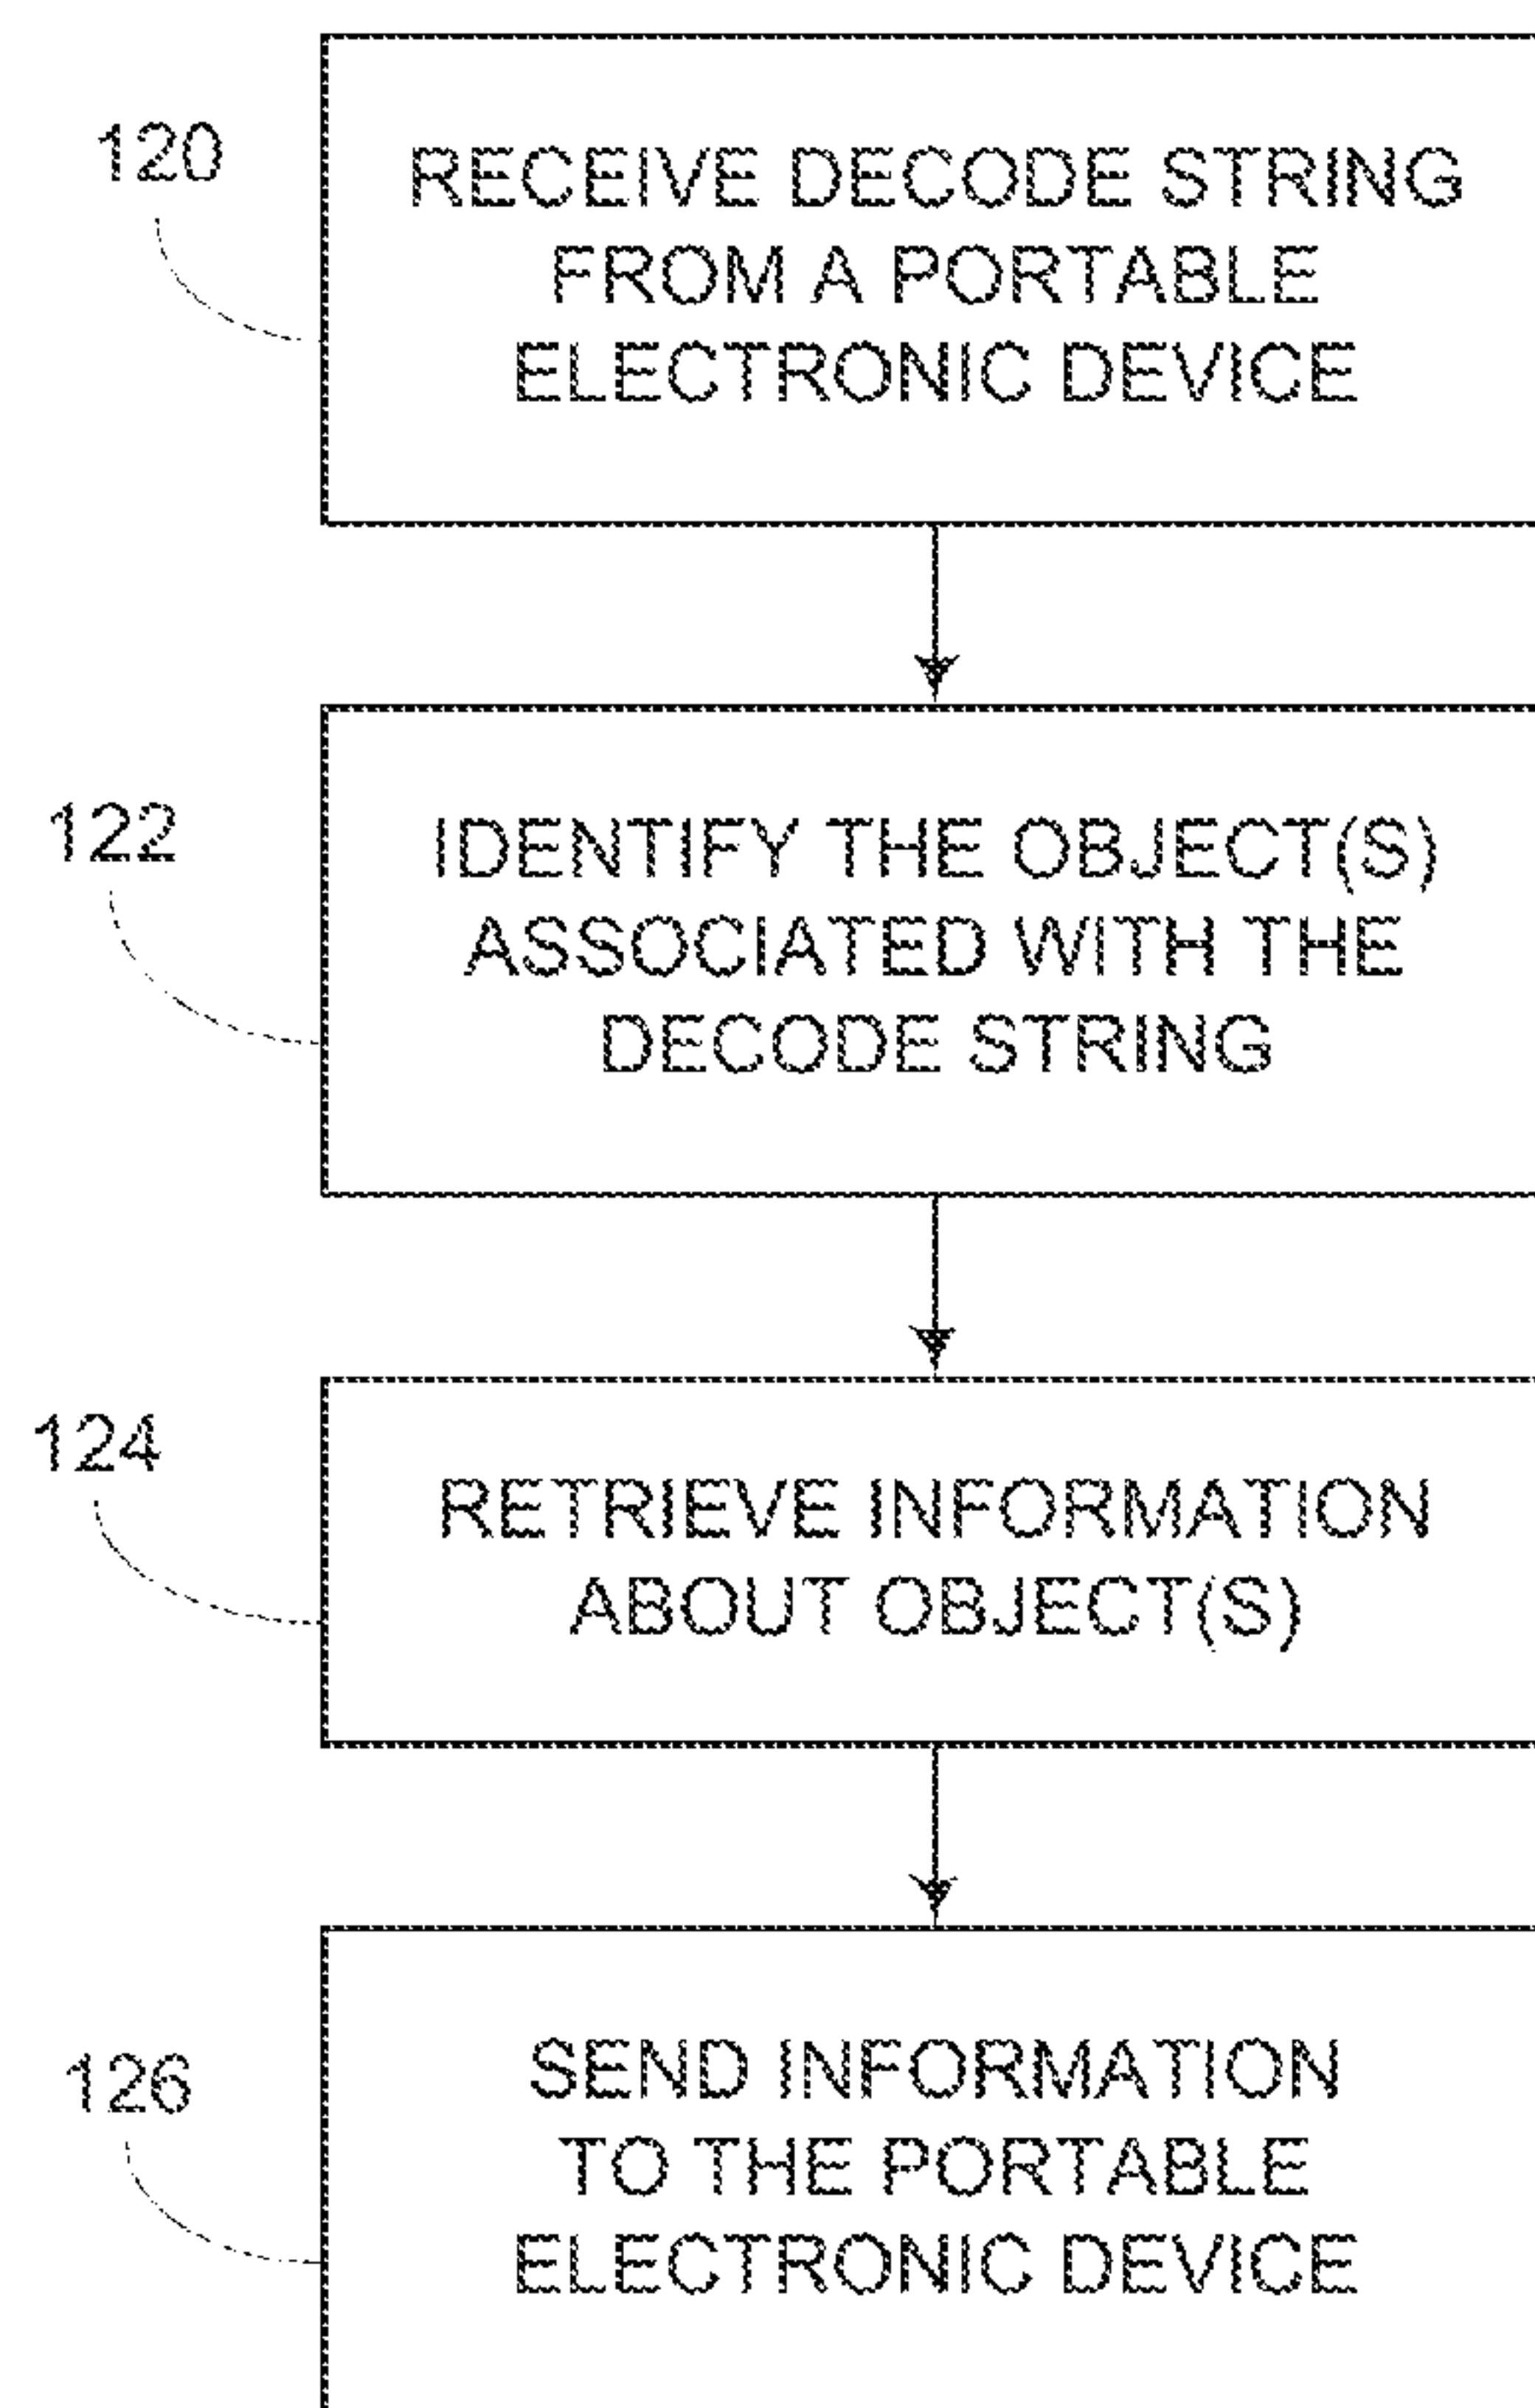 120
RECEIVE DECODE STRING
FROM A PORTABLE
ELECTRONIC DEVICE
122
IDENTIFY THE OBJECT(S)
ASSOCIATED WITH THE
DECODE STRING
124
RETRIEVE INFORMATION
ABOUT OBJECT(S)
126
SEND INFORMATION
TO THE PORTABLE
ELECTRONIC DEVICE